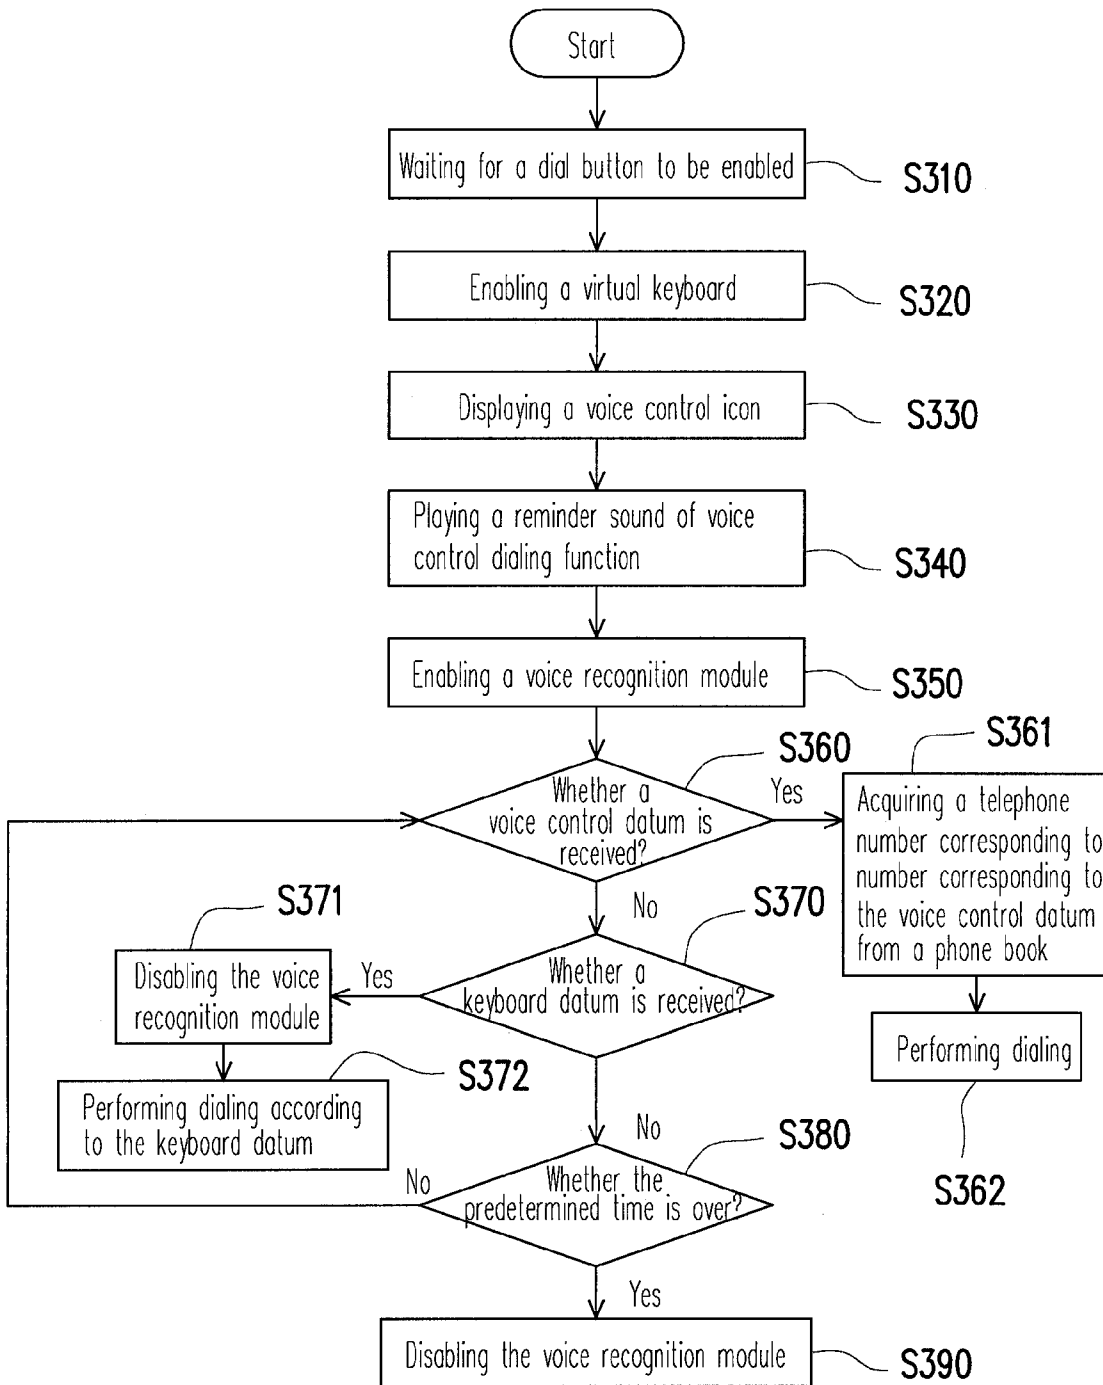 Start
Waiting for a dial button to be enabled
S310
Enabling a virtual keyboard
S320
Displaying a voice control icon
S330
Playing a reminder sound of voice
control dialing function
S340
Enabling a voice recognition module
S350
S360
Whether a
voice control datum is
received?
Yes
S361
Acquiring a telephone
number corresponding to
number corresponding to
the voice control datum
from a phone book
No
S371
S370
Disabling the voice
recognition module
Yes
Whether a
keyboard datum is received?
Performing dialing
S362
S372
Performing dialing according
to the keyboard datum
No
S380
Whether the
predetermined time is over?
No
Yes
Disabling the voice recognition module
S390